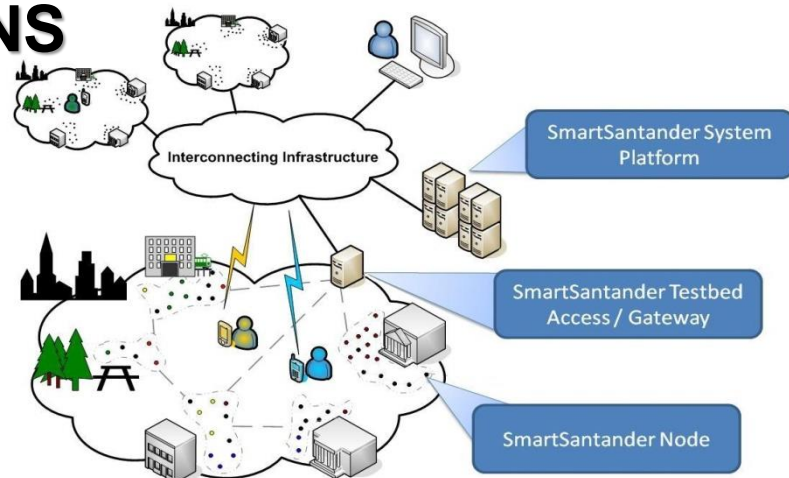 NS
Interconnecting Infrastructure
SmartSantander System
Platform
SmartSantander Testbed
Access / Gateway
SmartSantander Node